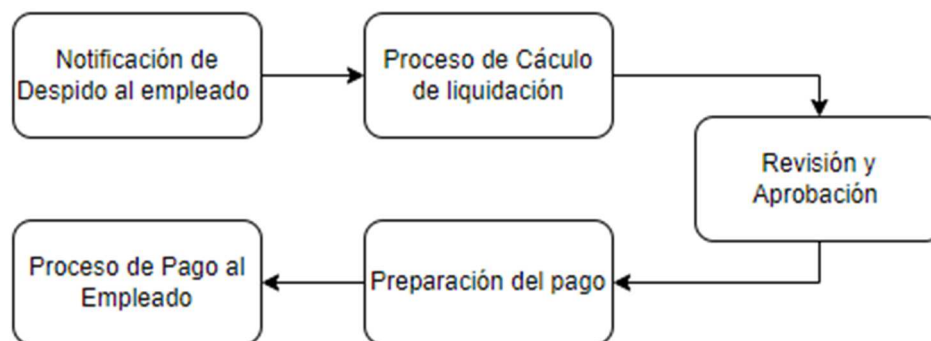 Notificación de
Despido al empleado
Proceso de Cáculo
de liquidación
Revisión y
Aprobación
Preparación del pago
Proceso de Pago al
Empleado